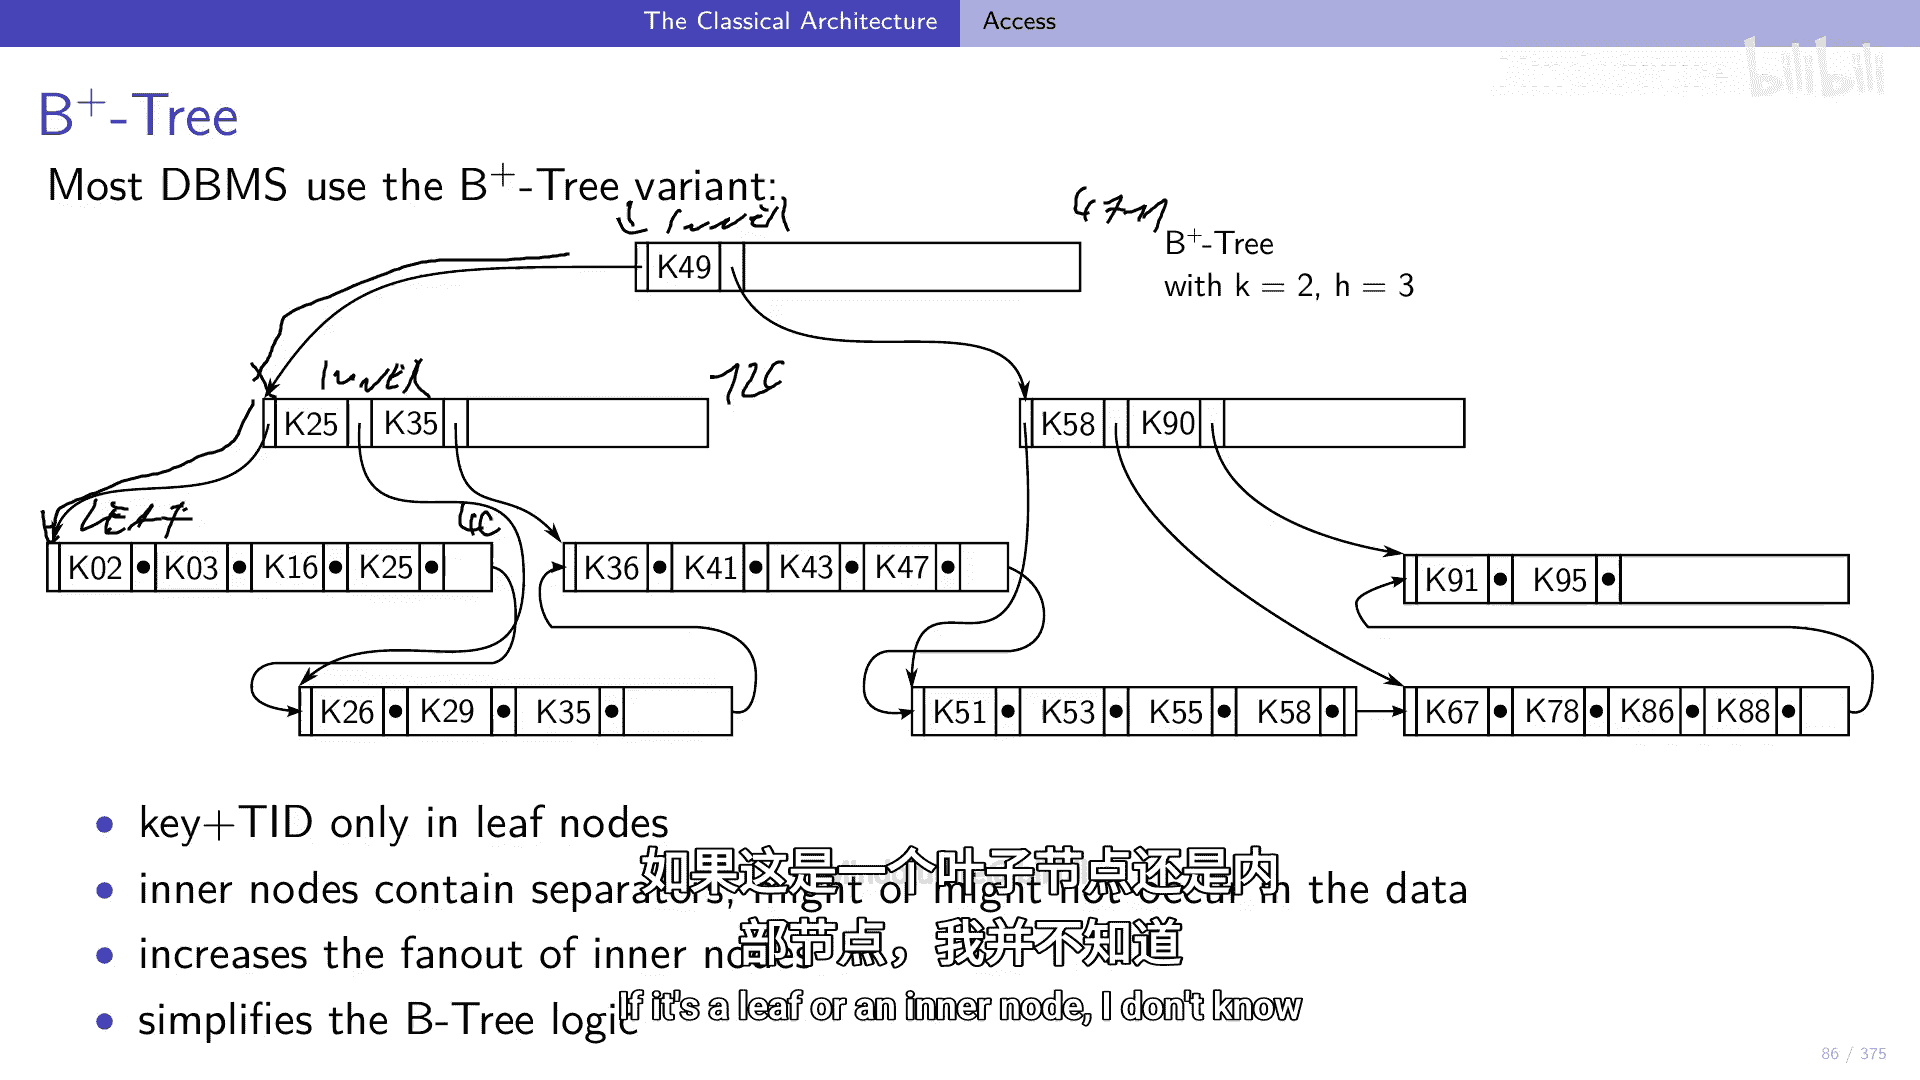 The Classical Architecture Access
bilibili
B+-Tree
Most DBMS use the B+-Tree variant:
INNER
B+-Tree
with k = 2, h = 3
K49
INNER
K25 K35
K58 K90
LEAF
K02 K03 K16 K25
K36 K41 K43 K47
K91 K95
K26 K29 K35
K51 K53 K55 K58
K67 K78 K86 K88
• key+TID only in leaf nodes
• inner nodes contain separators, might or might not occur in the data
• increases the fanout of inner nodes
• simplifies the B-Tree logic
如果这是一个叶子节点还是内
部节点，我并不知道
If it's a leaf or an inner node, I don't know
86 / 375